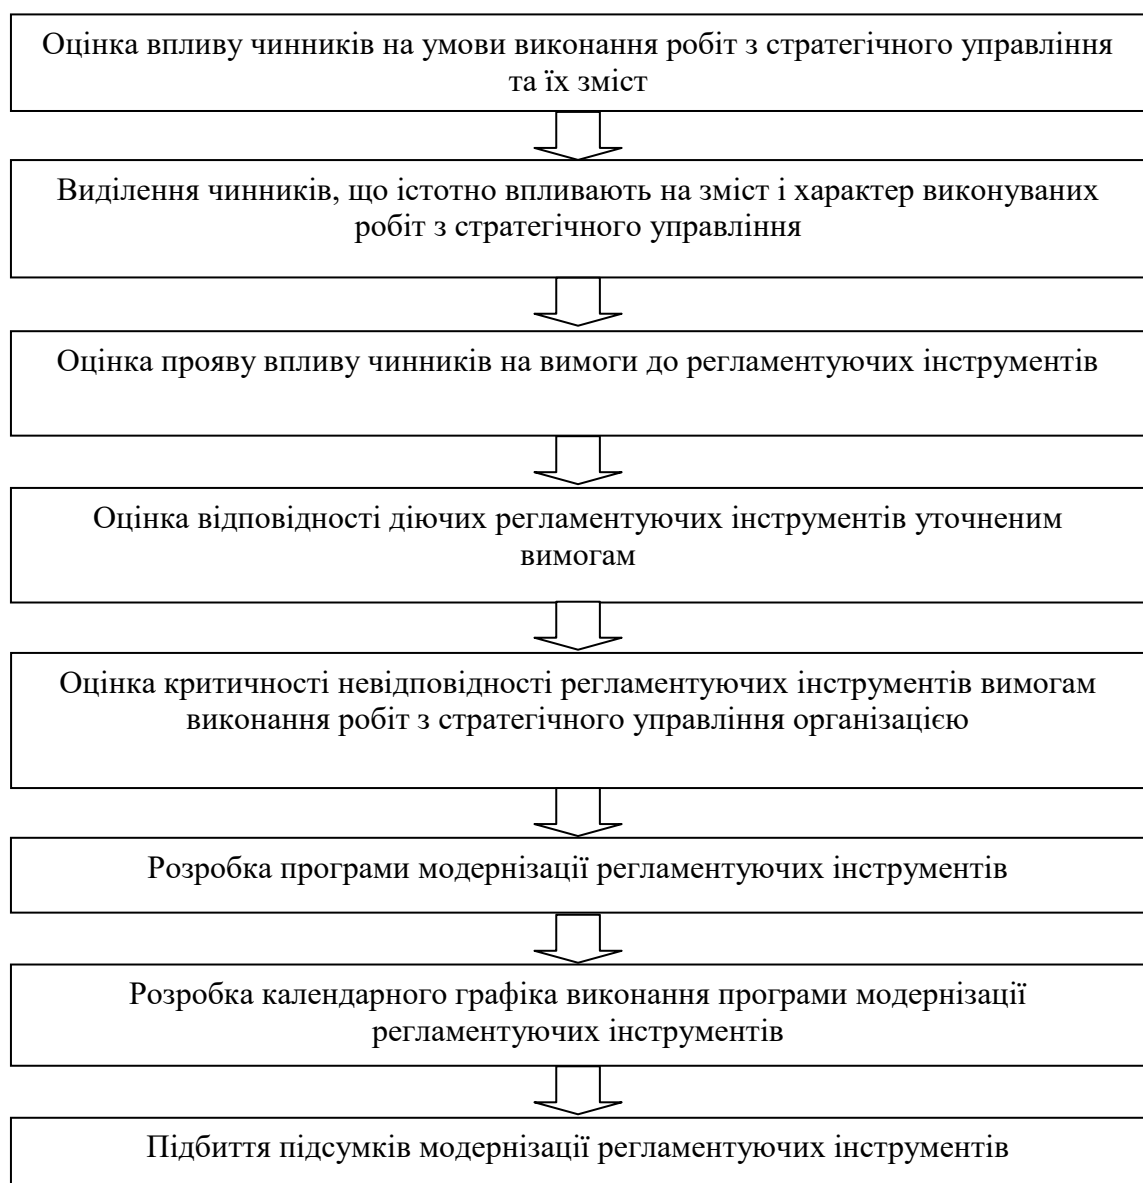 Оцінка впливу чинників на умови виконання робіт з стратегічного управління
та їх зміст
Виділення чинників, що істотно впливають на зміст і характер виконуваних
робіт з стратегічного управління
Оцінка прояву впливу чинників на вимоги до регламентуючих інструментів
Оцінка відповідності діючих регламентуючих інструментів уточненим
вимогам
Оцінка критичності невідповідності регламентуючих інструментів вимогам
виконання робіт з стратегічного управління організацією
Розробка програми модернізації регламентуючих інструментів
Розробка календарного графіка виконання програми модернізації
регламентуючих інструментів
Підбиття підсумків модернізації регламентуючих інструментів